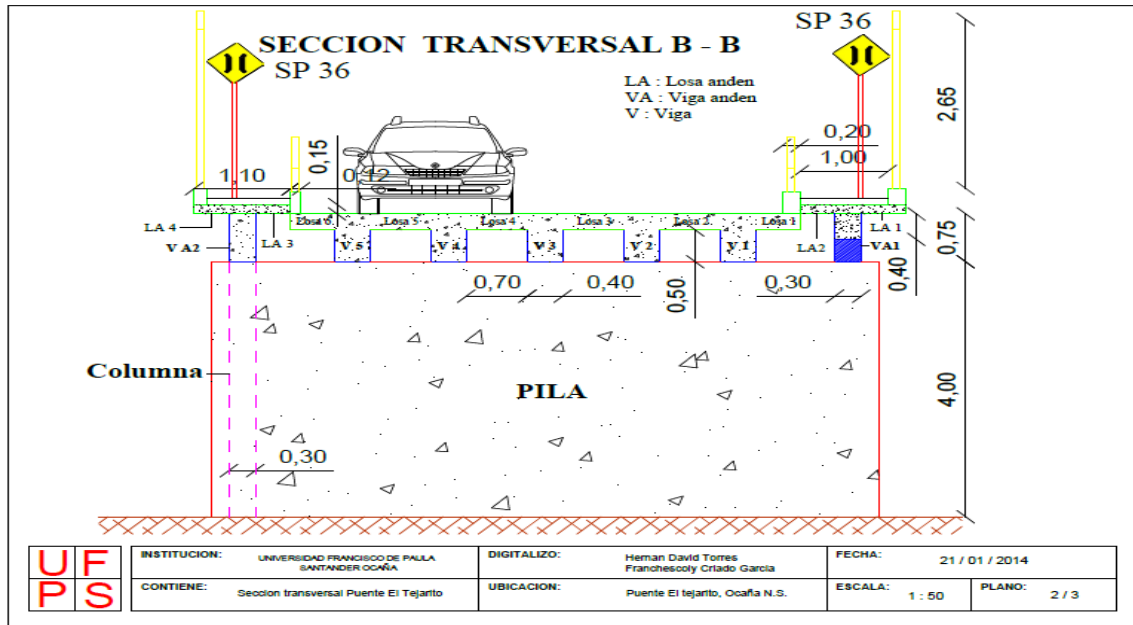 SP 36
SECCION TRANSVERSAL B - B
SP 36
LA : Losa anden
VA : Viga anden
V : Viga
2,65
0,15
0,20
1,00
1,10
0,12
Losa 6
Losa 5
Losa 4
Losa 3
Losa 2
Losa 1
LA 4
LA 3
LA2
LA 1
V A2
V 5
V 4
V 3
V 2
V 1
VA1
0,75
0,40
0,70
0,40
0,50
0,30
Columna
PILA
4,00
0,30
UF
PS
INSTITUCION: UNIVERSIDAD FRANCISCO DE PAULA
SANTANDER OCAÑA
DIGITALIZO: Hernan David Torres
Franchescoly Criado Garcia
FECHA: 21 / 01 / 2014
CONTIENE: Seccion transversal Puente El Tejarito
UBICACION: Puente El tejarito, Ocaña N.S.
ESCALA: 1 : 50
PLANO: 2 / 3